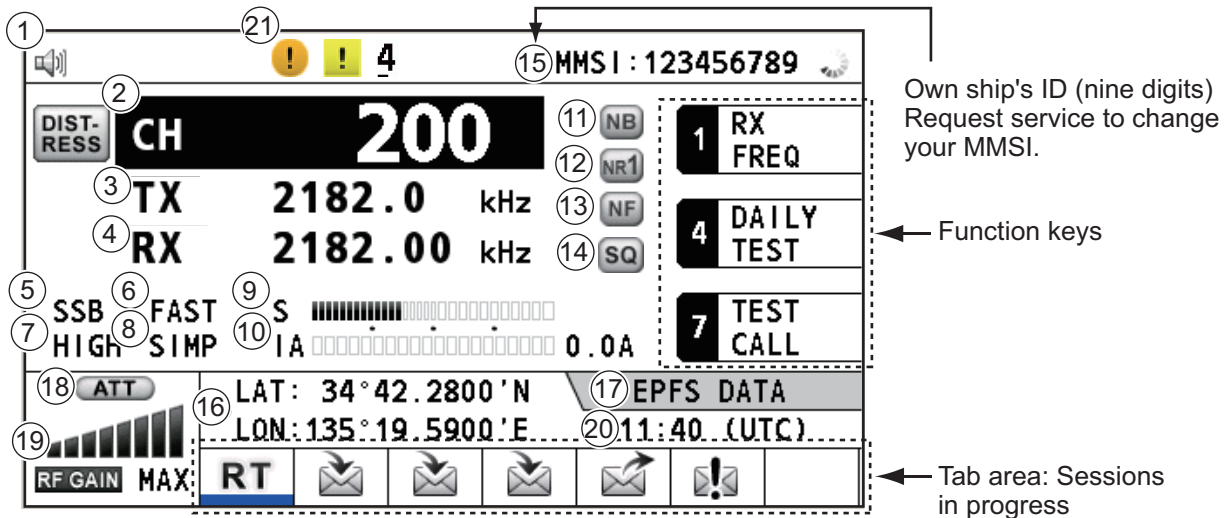 1
21
! ! 4
15 MMSI:123456789
Own ship's ID (nine digits)
Request service to change
your MMSI.
2
DIST-
RESS
CH 200
3 TX 2182.0 kHz
4 RX 2182.00 kHz
11 NB
12 NR1
13 NF
14 SQ
1 RX
FREQ
4 DAILY
TEST
7 TEST
CALL
Function keys
5 SSB 6 FAST 9 S
7 HIGH 8 SIMP 10 IA 0.0A
18 ATT
19
RF GAIN MAX
16 LAT: 34°42.2800'N
LON:135°19.5900'E
17 EPFS DATA
20 11:40 (UTC)
RT
!
Tab area: Sessions
in progress